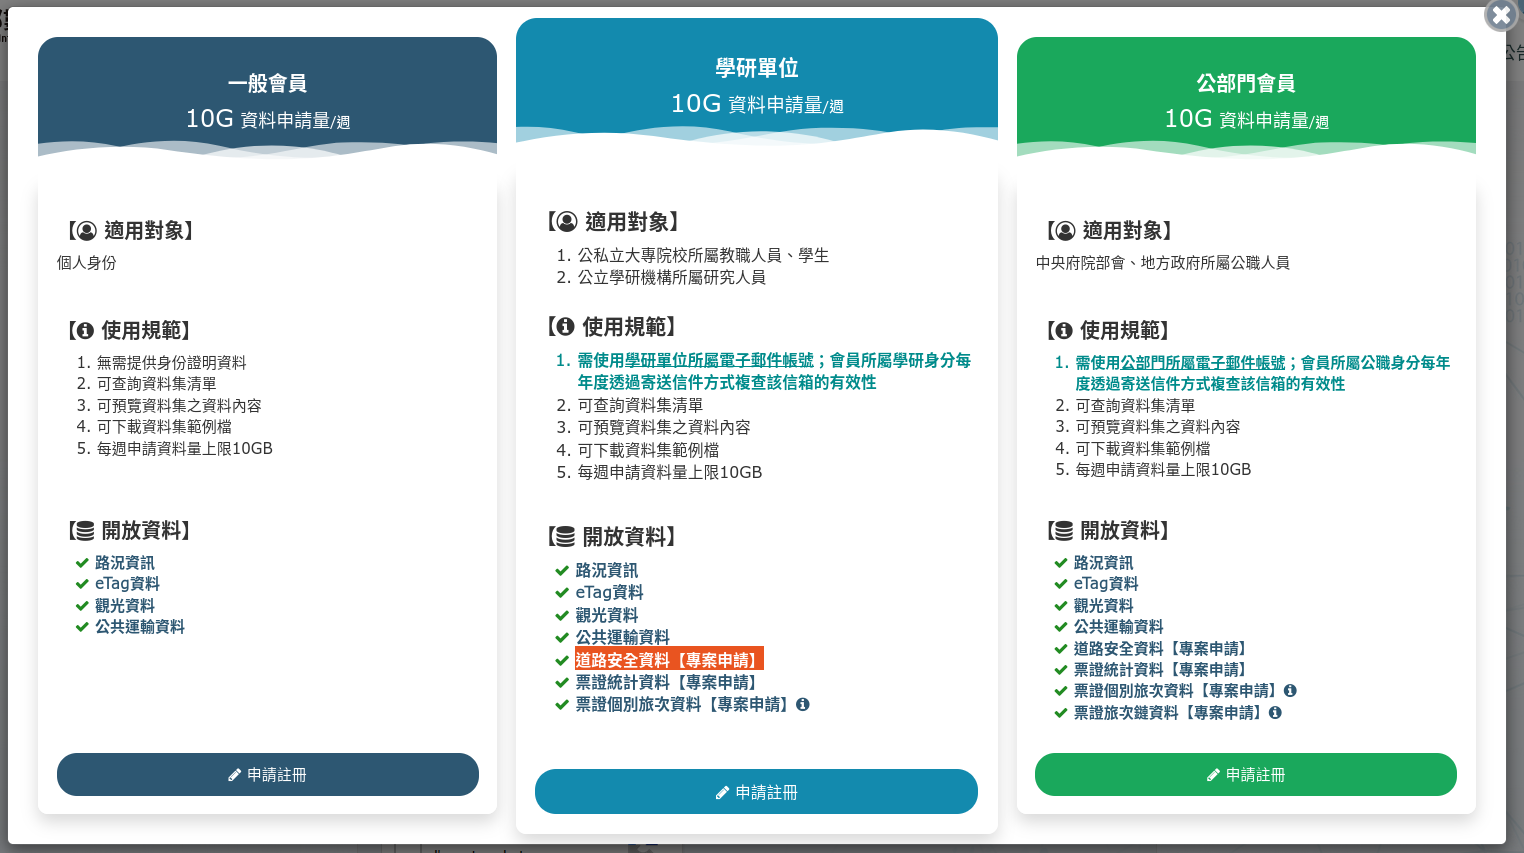 一般會員
10G 資料申請量/週
【適用對象】
個人身份
【使用規範】
1. 無需提供身份證明資料
2. 可查詢資料集清單
3. 可預覽資料集之資料內容
4. 可下載資料集範例檔
5. 每週申請資料量上限10GB
【開放資料】
路況資訊
eTag資料
觀光資料
公共運輸資料
申請註冊
學研單位
10G 資料申請量/週
【適用對象】
1. 公私立大專院校所屬教職人員、學生
2. 公立學研機構所屬研究人員
【使用規範】
1. 需使用學研單位所屬電子郵件帳號；會員所屬學研身分每
年度透過寄送信件方式複查該信箱的有效性
2. 可查詢資料集清單
3. 可預覽資料集之資料內容
4. 可下載資料集範例檔
5. 每週申請資料量上限10GB
【開放資料】
路況資訊
eTag資料
觀光資料
公共運輸資料
道路安全資料【專案申請】
票證統計資料【專案申請】
票證個別旅次資料【專案申請】
申請註冊
公部門會員
10G 資料申請量/週
【適用對象】
中央府院部會、地方政府所屬公職人員
【使用規範】
1. 需使用公部門所屬電子郵件帳號；會員所屬公職身分每年
度透過寄送信件方式複查該信箱的有效性
2. 可查詢資料集清單
3. 可預覽資料集之資料內容
4. 可下載資料集範例檔
5. 每週申請資料量上限10GB
【開放資料】
路況資訊
eTag資料
觀光資料
公共運輸資料
道路安全資料【專案申請】
票證統計資料【專案申請】
票證個別旅次資料【專案申請】
票證旅次鏈資料【專案申請】
申請註冊